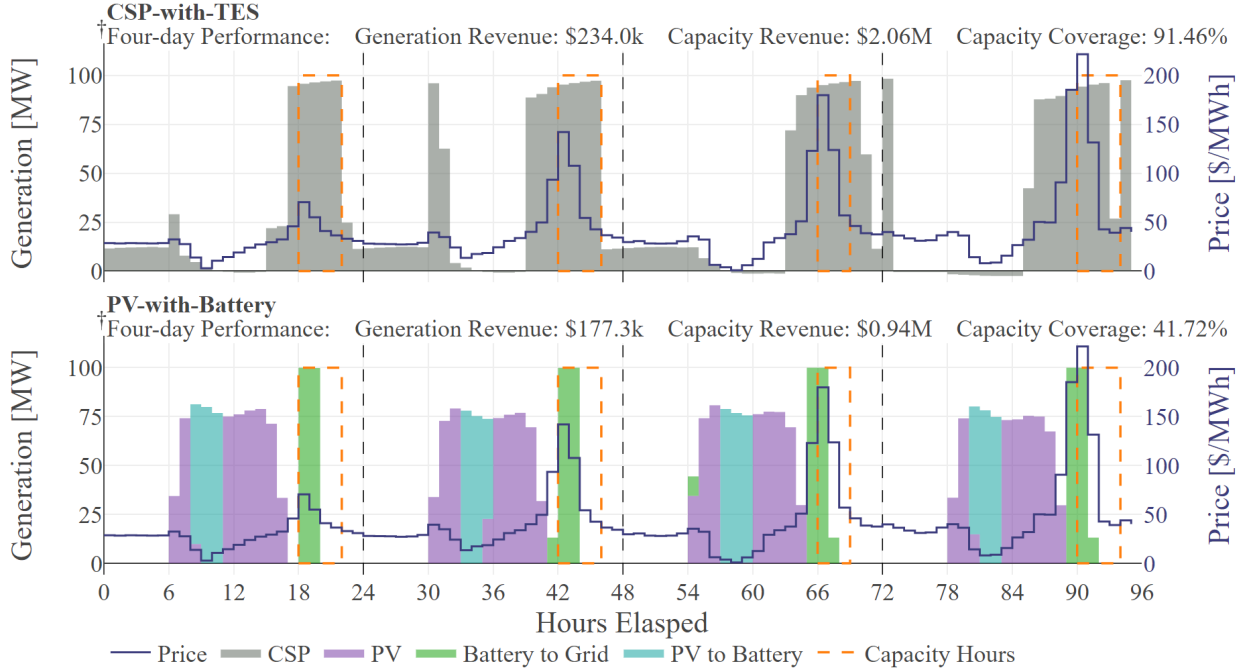 CSP-with-TES
†Four-day Performance: Generation Revenue: $234.0k Capacity Revenue: $2.06M Capacity Coverage: 91.46%
Generation [MW]
100
75
50
25
0
200
150
100
50
0
Price [$/MWh]
PV-with-Battery
†Four-day Performance: Generation Revenue: $177.3k Capacity Revenue: $0.94M Capacity Coverage: 41.72%
Generation [MW]
100
75
50
25
0
200
150
100
50
0
Price [$/MWh]
0 6 12 18 24 30 36 42 48 54 60 66 72 78 84 90 96
Hours Elasped
Price CSP PV Battery to Grid PV to Battery Capacity Hours